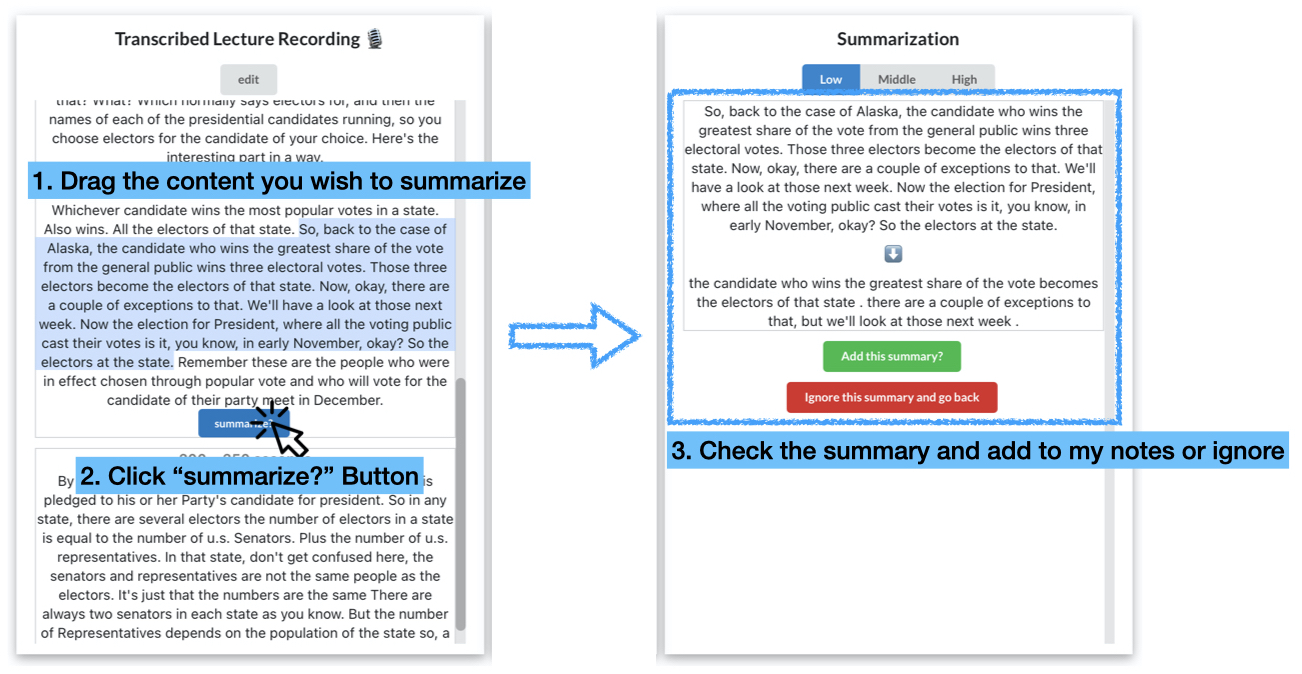 Transcribed Lecture Recording 🎙
edit
that? What? Which normally says electors for, and then the
names of each of the presidential candidates running, so you
choose electors for the candidate of your choice. Here's the
interesting part in a way.
1. Drag the content you wish to summarize
Whichever candidate wins the most popular votes in a state.
Also wins. All the electors of that state. So, back to the case of
Alaska, the candidate who wins the greatest share of the vote
from the general public wins three electoral votes. Those three
electors become the electors of that state. Now, okay, there are
a couple of exceptions to that. We'll have a look at those next
week. Now the election for President, where all the voting public
cast their votes is it, you know, in early November, okay? So the
electors at the state. Remember these are the people who were
in effect chosen through popular vote and who will vote for the
candidate of their party meet in December.
summarize?
2. Click “summarize?” Button
By is
pledged to his or her Party's candidate for president. So in any
state, there are several electors the number of electors in a state
is equal to the number of u.s. Senators. Plus the number of u.s.
representatives. In that state, don't get confused here, the
senators and representatives are not the same people as the
electors. It's just that the numbers are the same There are
always two senators in each state as you know. But the number
of Representatives depends on the population of the state so, a
Summarization
Low Middle High
So, back to the case of Alaska, the candidate who wins the
greatest share of the vote from the general public wins three
electoral votes. Those three electors become the electors of that
state. Now, okay, there are a couple of exceptions to that. We'll
have a look at those next week. Now the election for President,
where all the voting public cast their votes is it, you know, in
early November, okay? So the electors at the state.
⬇
the candidate who wins the greatest share of the vote becomes
the electors of that state . there are a couple of exceptions to
that, but we'll look at those next week .
Add this summary?
Ignore this summary and go back
3. Check the summary and add to my notes or ignore